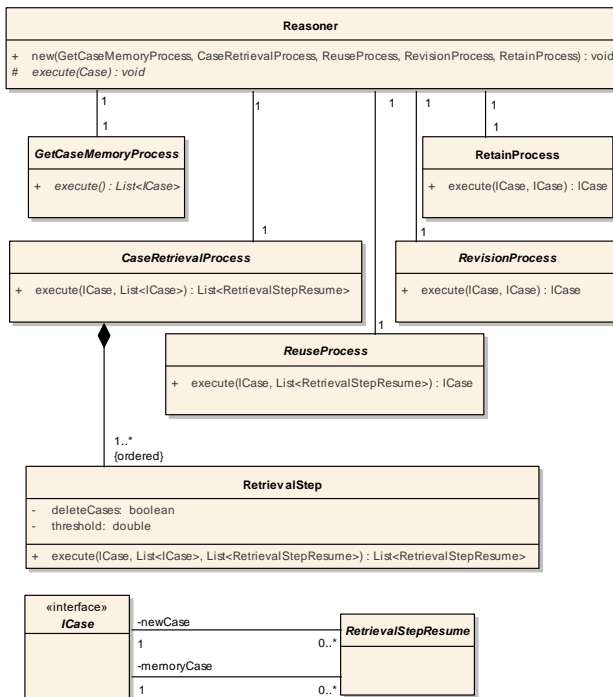 Reasoner
+ new(GetCaseMemoryProcess, CaseRetrievalProcess, ReuseProcess, RevisionProcess, RetainProcess) : void
# execute(Case) : void
1
1
1
1
1
1
1
GetCaseMemoryProcess
+ execute() : List<ICase>
RetainProcess
+ execute(ICase, ICase) : ICase
1
1
CaseRetrievalProcess
+ execute(ICase, List<ICase>) : List<RetrievalStepResume>
RevisionProcess
+ execute(ICase, ICase) : ICase
1
ReuseProcess
+ execute(ICase, List<RetrievalStepResume>) : ICase
1..*
{ordered}
RetrievalStep
- deleteCases: boolean
- threshold: double
+ execute(ICase, List<ICase>, List<RetrievalStepResume>) : List<RetrievalStepResume>
«interface»
ICase
-newCase
1
0..*
RetrievalStepResume
-memoryCase
1
0..*